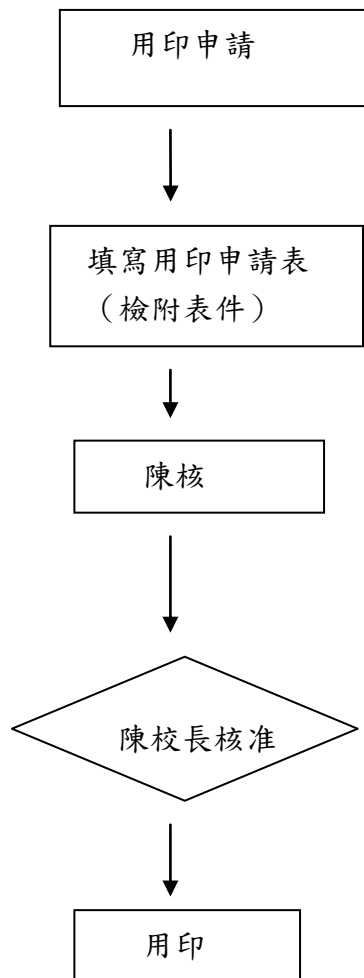 用印申請
填寫用印申請表
（檢附表件）
陳核
陳校長核准
用印